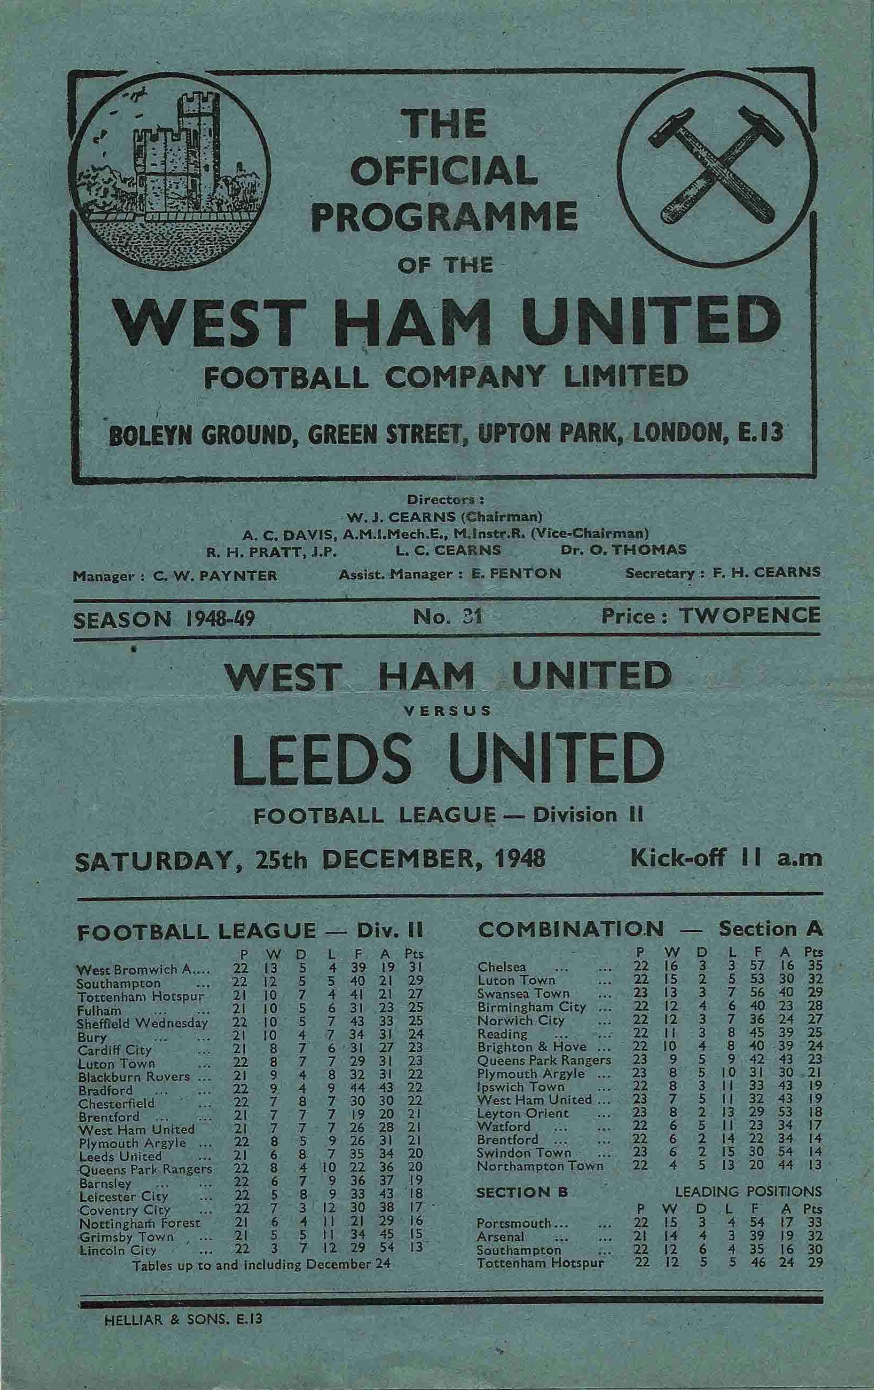 THE
OFFICIAL
PROGRAMME
OF THE
WEST HAM UNITED
FOOTBALL COMPANY LIMITED
BOLEYN GROUND, GREEN STREET, UPTON PARK, LONDON, E.13
Directors :
W. J. CEARNS (Chairman)
A. C. DAVIS, A.M.I.Mech.E., M.Instr.R. (Vice-Chairman)
R. H. PRATT, J.P. L. C. CEARNS Dr. O. THOMAS
Manager : C. W. PAYNTER Assist. Manager : E. FENTON Secretary : F. H. CEARNS
SEASON 1948-49 No. 21 Price : TWOPENCE
WEST HAM UNITED
VERSUS
LEEDS UNITED
FOOTBALL LEAGUE — Division II
SATURDAY, 25th DECEMBER, 1948 Kick-off 11 a.m
FOOTBALL LEAGUE — Div. II
P W D L F A Pts
West Bromwich A.... 22 13 5 4 39 19 31
Southampton ... 22 12 5 5 40 21 29
Tottenham Hotspur 21 10 7 4 41 21 27
Fulham ... ... 21 10 5 6 31 23 25
Sheffield Wednesday 22 10 5 7 43 33 25
Bury ... ... 21 10 4 7 34 31 24
Cardiff City ... 21 8 7 6 31 27 23
Luton Town ... 22 8 7 7 29 31 23
Blackburn Rovers ... 21 9 4 8 32 31 22
Bradford ... ... 22 9 4 9 44 43 22
Chesterfield ... 22 7 8 7 30 30 22
Brentford ... ... 21 7 7 7 19 20 21
West Ham United ... 21 7 7 7 26 28 21
Plymouth Argyle ... 22 8 5 9 26 31 21
Leeds United ... 21 6 8 7 35 34 20
Queens Park Rangers 22 8 4 10 22 36 20
Barnsley ... ... 22 6 7 9 36 37 19
Leicester City ... 22 5 8 9 33 43 18
Coventry City ... 22 7 3 12 30 38 17
Nottingham Forest 21 6 4 11 21 29 16
Grimsby Town ... 21 5 5 11 34 45 15
Lincoln City ... 22 3 7 12 29 54 13
Tables up to and including December 24
COMBINATION — Section A
P W D L F A Pts
Chelsea ... ... 22 16 3 3 57 16 35
Luton Town ... 22 15 2 5 53 30 32
Swansea Town ... 23 13 3 7 56 40 29
Birmingham City ... 22 12 4 6 40 23 28
Norwich City ... 22 12 3 7 36 24 27
Reading ... ... 22 11 3 8 45 39 25
Brighton & Hove ... 22 10 4 8 40 39 24
Queens Park Rangers 23 9 5 9 42 43 23
Plymouth Argyle ... 23 8 5 10 31 30 21
Ipswich Town ... 22 8 3 11 33 43 19
West Ham United ... 23 7 5 11 32 43 19
Leyton Orient ... 23 8 2 13 29 53 18
Watford ... ... 22 6 5 11 23 34 17
Brentford ... ... 22 6 2 14 22 34 14
Swindon Town ... 23 6 2 15 30 54 14
Northampton Town 22 4 5 13 20 44 13
SECTION B LEADING POSITIONS
P W D L F A Pts
Portsmouth... ... 22 15 3 4 54 17 33
Arsenal ... ... 21 14 4 3 39 19 32
Southampton ... 22 12 6 4 35 16 30
Tottenham Hotspur 22 12 5 5 46 24 29
HELLIAR & SONS. E.13